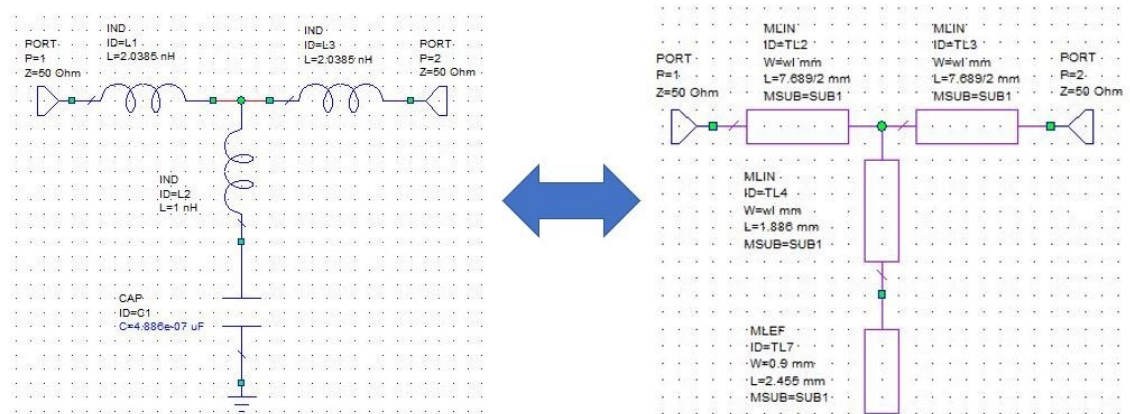 PORT
P=1
Z=50 Ohm
IND
ID=L1
L=2.0385 nH
IND
ID=L3
L=2.0385 nH
PORT
P=2
Z=50 Ohm
IND
ID=L2
L=1 nH
CAP
ID=C1
C=4.886e-07 uF
PORT
P=1
Z=50 Ohm
MLIN
ID=TL2
W=wl mm
L=7.689/2 mm
MSUB=SUB1
MLIN
ID=TL3
W=wl mm
L=7.689/2 mm
MSUB=SUB1
PORT
P=2
Z=50 Ohm
MLIN
ID=TL4
W=wl mm
L=1.886 mm
MSUB=SUB1
MLEF
ID=TL7
W=0.9 mm
L=2.455 mm
MSUB=SUB1